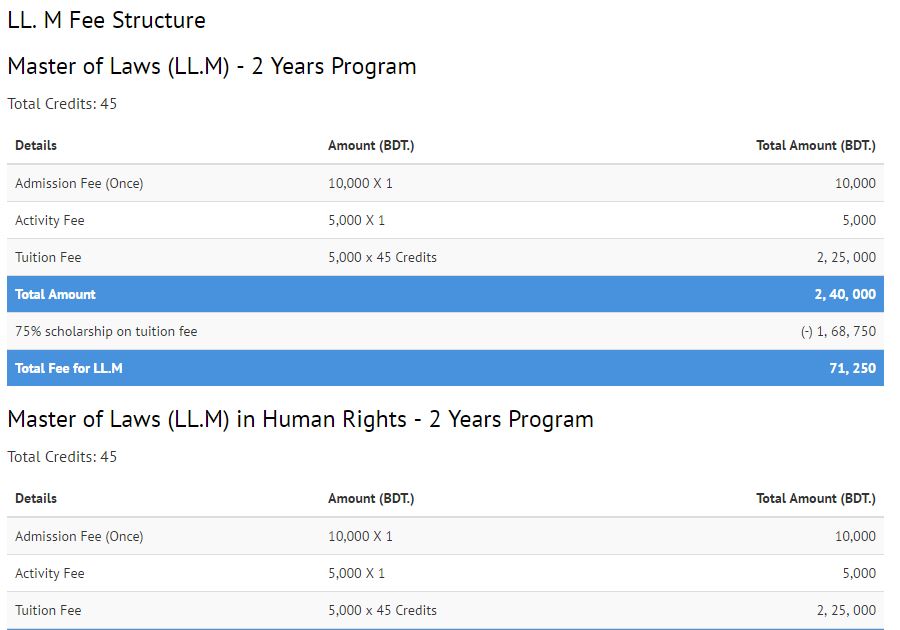 LL. M Fee Structure
Master of Laws (LL.M) - 2 Years Program
Total Credits: 45
Details Amount (BDT.) Total Amount (BDT.)
Admission Fee (Once) 10,000 X 1 10,000
Activity Fee 5,000 X 1 5,000
Tuition Fee 5,000 x 45 Credits 2, 25, 000
Total Amount 2, 40, 000
75% scholarship on tuition fee (-) 1, 68, 750
Total Fee for LL.M 71, 250
Master of Laws (LL.M) in Human Rights - 2 Years Program
Total Credits: 45
Details Amount (BDT.) Total Amount (BDT.)
Admission Fee (Once) 10,000 X 1 10,000
Activity Fee 5,000 X 1 5,000
Tuition Fee 5,000 x 45 Credits 2, 25, 000